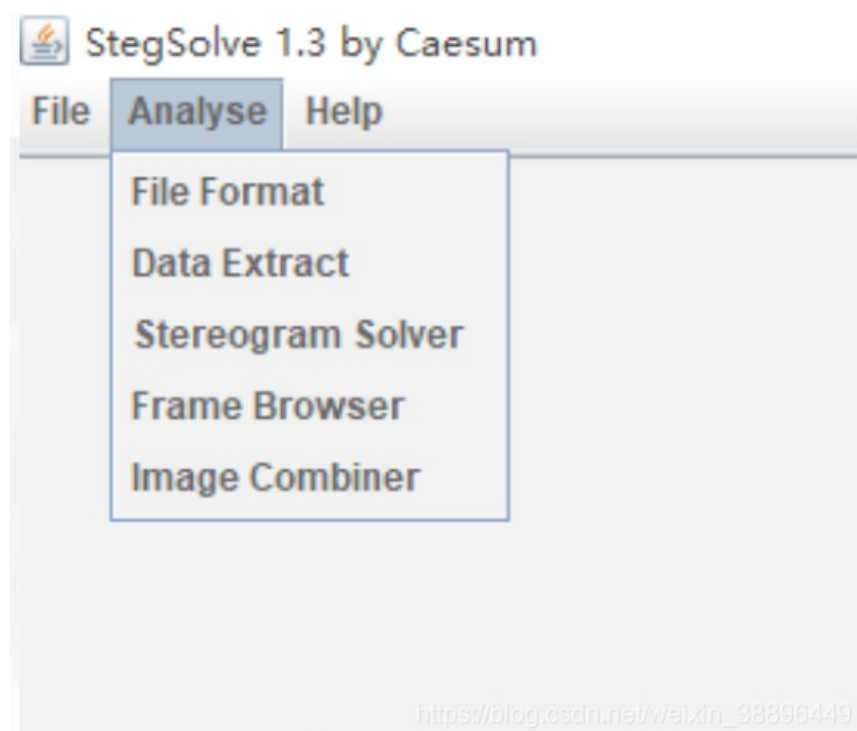 StegSolve 1.3 by Caesum
File Analyse Help
File Format
Data Extract
Stereogram Solver
Frame Browser
Image Combiner
https://blog.csdn.net/weixin_38896449